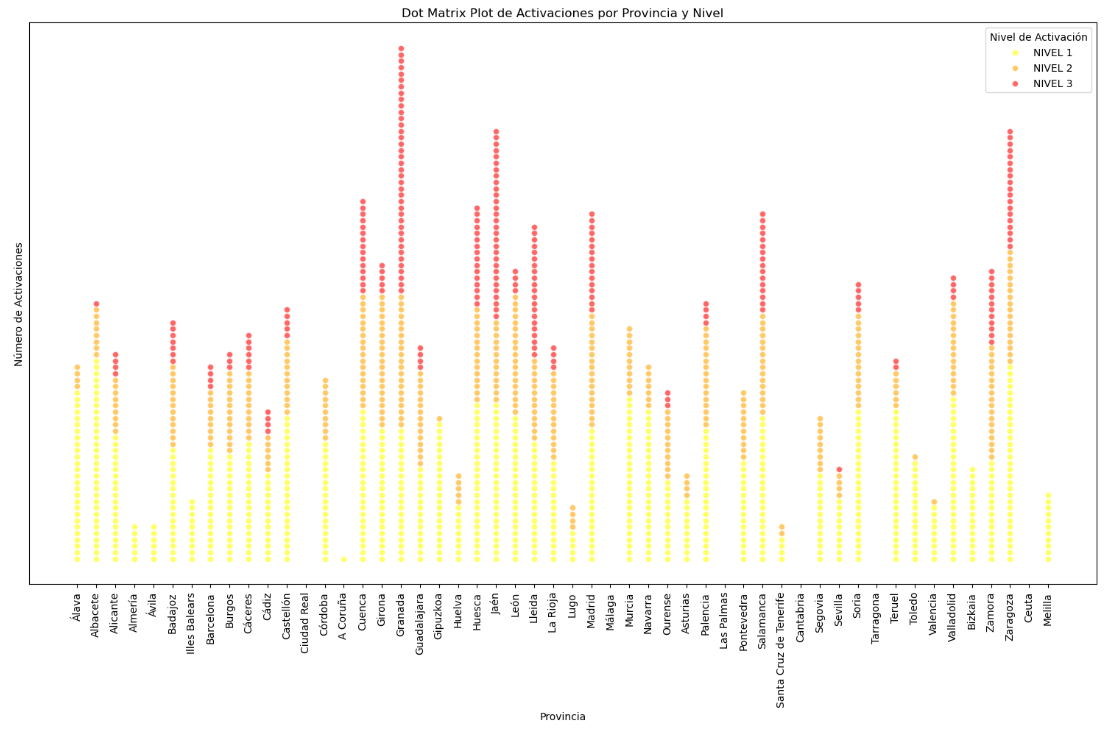 Dot Matrix Plot de Activaciones por Provincia y Nivel
Nivel de Activación
NIVEL 1
NIVEL 2
NIVEL 3
Número de Activaciones
Álava
Albacete
Alicante
Almería
Ávila
Badajoz
Illes Balears
Barcelona
Burgos
Cáceres
Cádiz
Castellón
Ciudad Real
Córdoba
A Coruña
Cuenca
Girona
Granada
Guadalajara
Gipuzkoa
Huelva
Huesca
Jaén
León
Lleida
La Rioja
Lugo
Madrid
Málaga
Murcia
Navarra
Ourense
Asturias
Palencia
Las Palmas
Pontevedra
Salamanca
Santa Cruz de Tenerife
Cantabria
Segovia
Sevilla
Soria
Tarragona
Teruel
Toledo
Valencia
Valladolid
Bizkaia
Zamora
Zaragoza
Ceuta
Melilla
Provincia